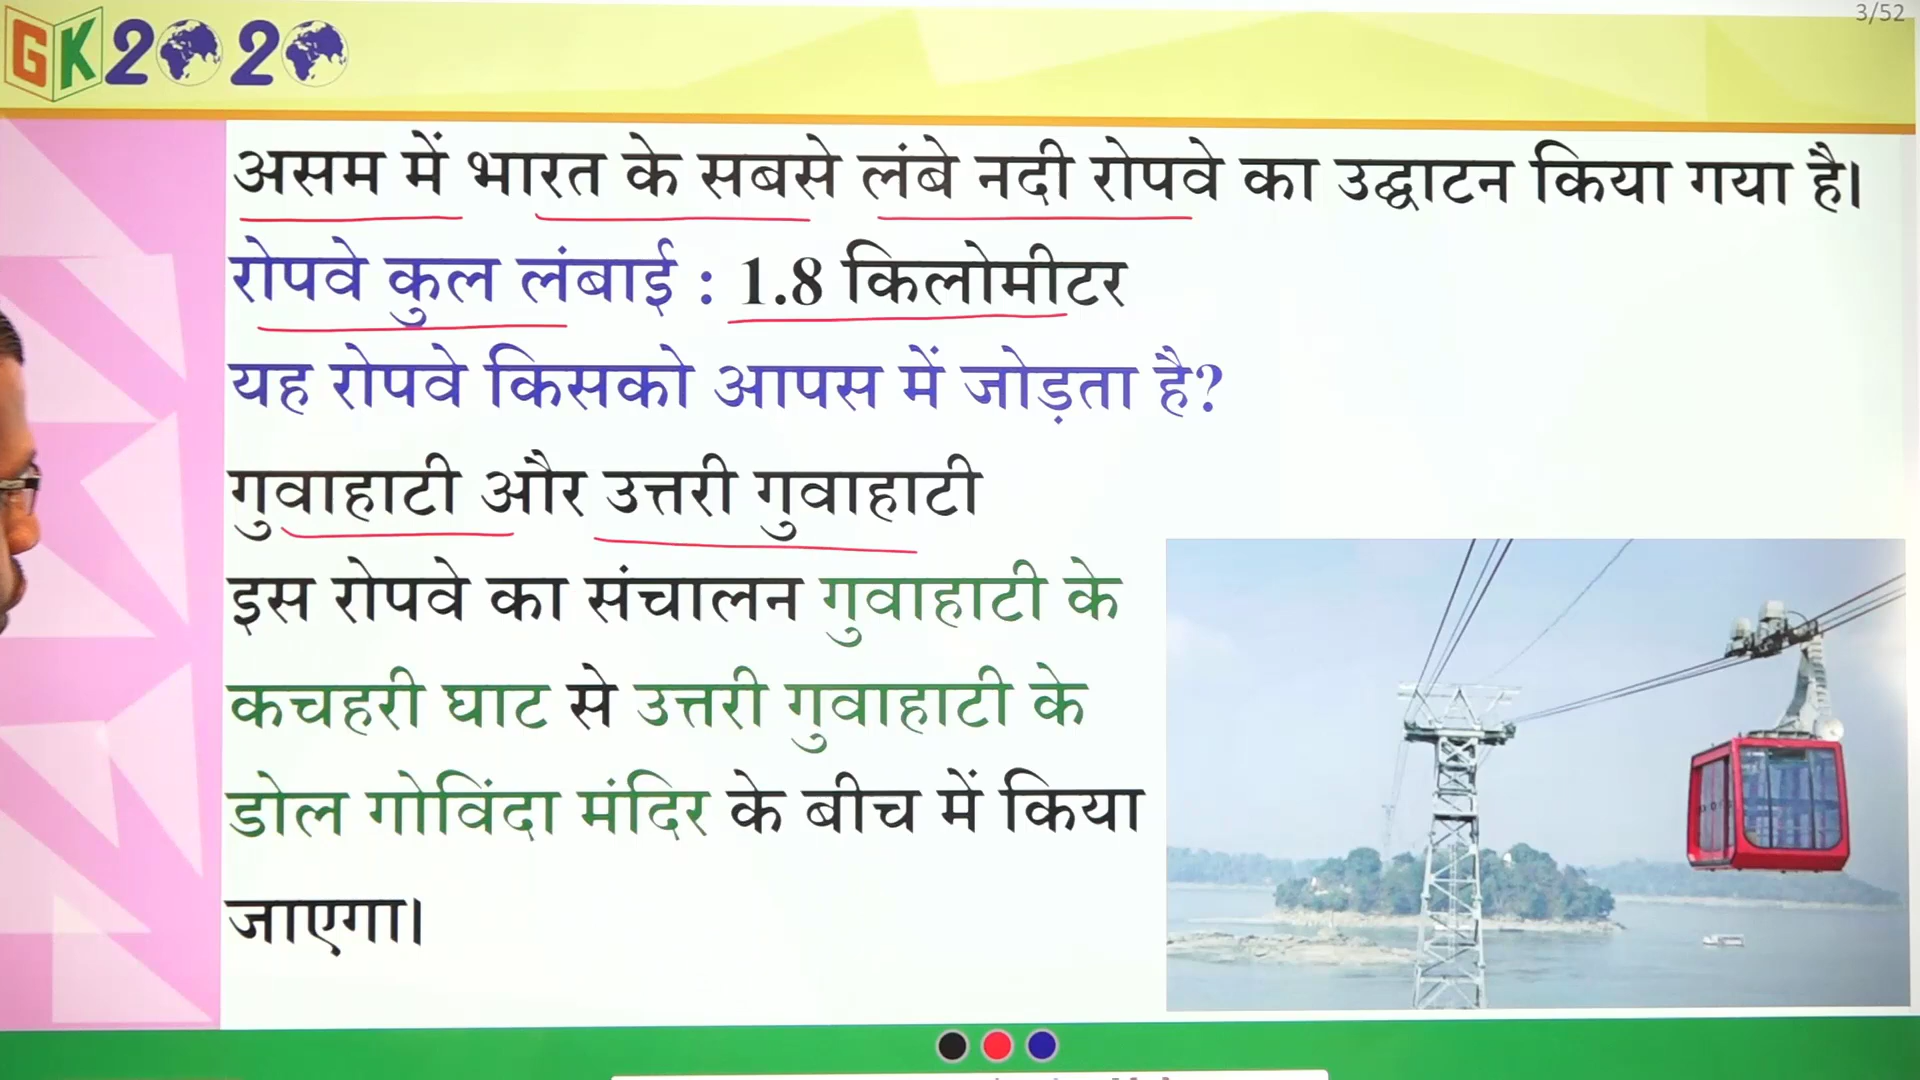 3/52
GK2020
असम में भारत के सबसे लंबे नदी रोपवे का उद्घाटन किया गया है।
रोपवे कुल लंबाई : 1.8 किलोमीटर
यह रोपवे किसको आपस में जोड़ता है?
गुवाहाटी और उत्तरी गुवाहाटी
इस रोपवे का संचालन गुवाहाटी के
कचहरी घाट से उत्तरी गुवाहाटी के
डोल गोविंदा मंदिर के बीच में किया
जाएगा।